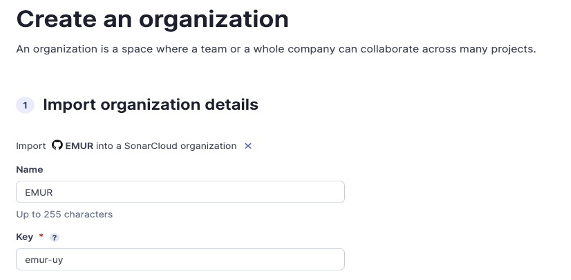 Create an organization
An organization is a space where a team or a whole company can collaborate across many projects.
1 Import organization details
Import EMUR into a SonarCloud organization ×
Name
EMUR
Up to 255 characters
Key * ?
emur-uy